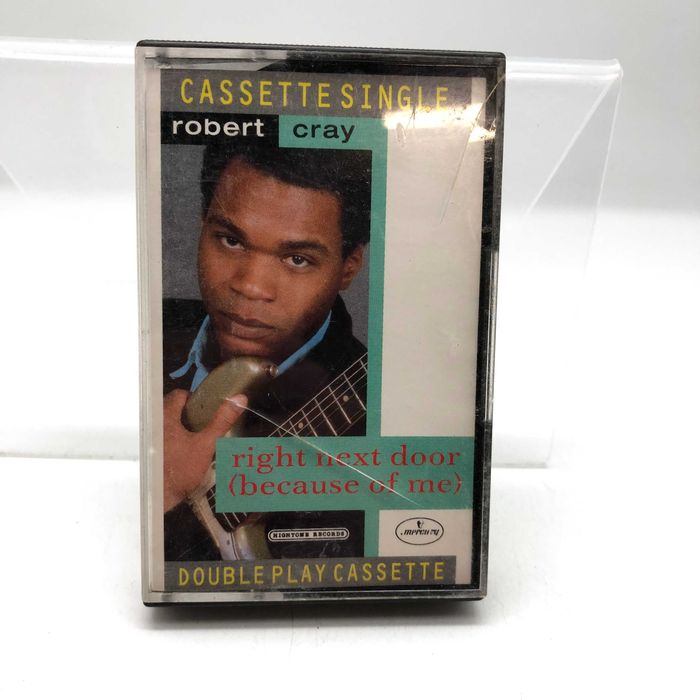 CASSETTE SINGLE
robert cray
right next door
(because of me)
HIGHTONE RECORDS
mercury
DOUBLE PLAY CASSETTE